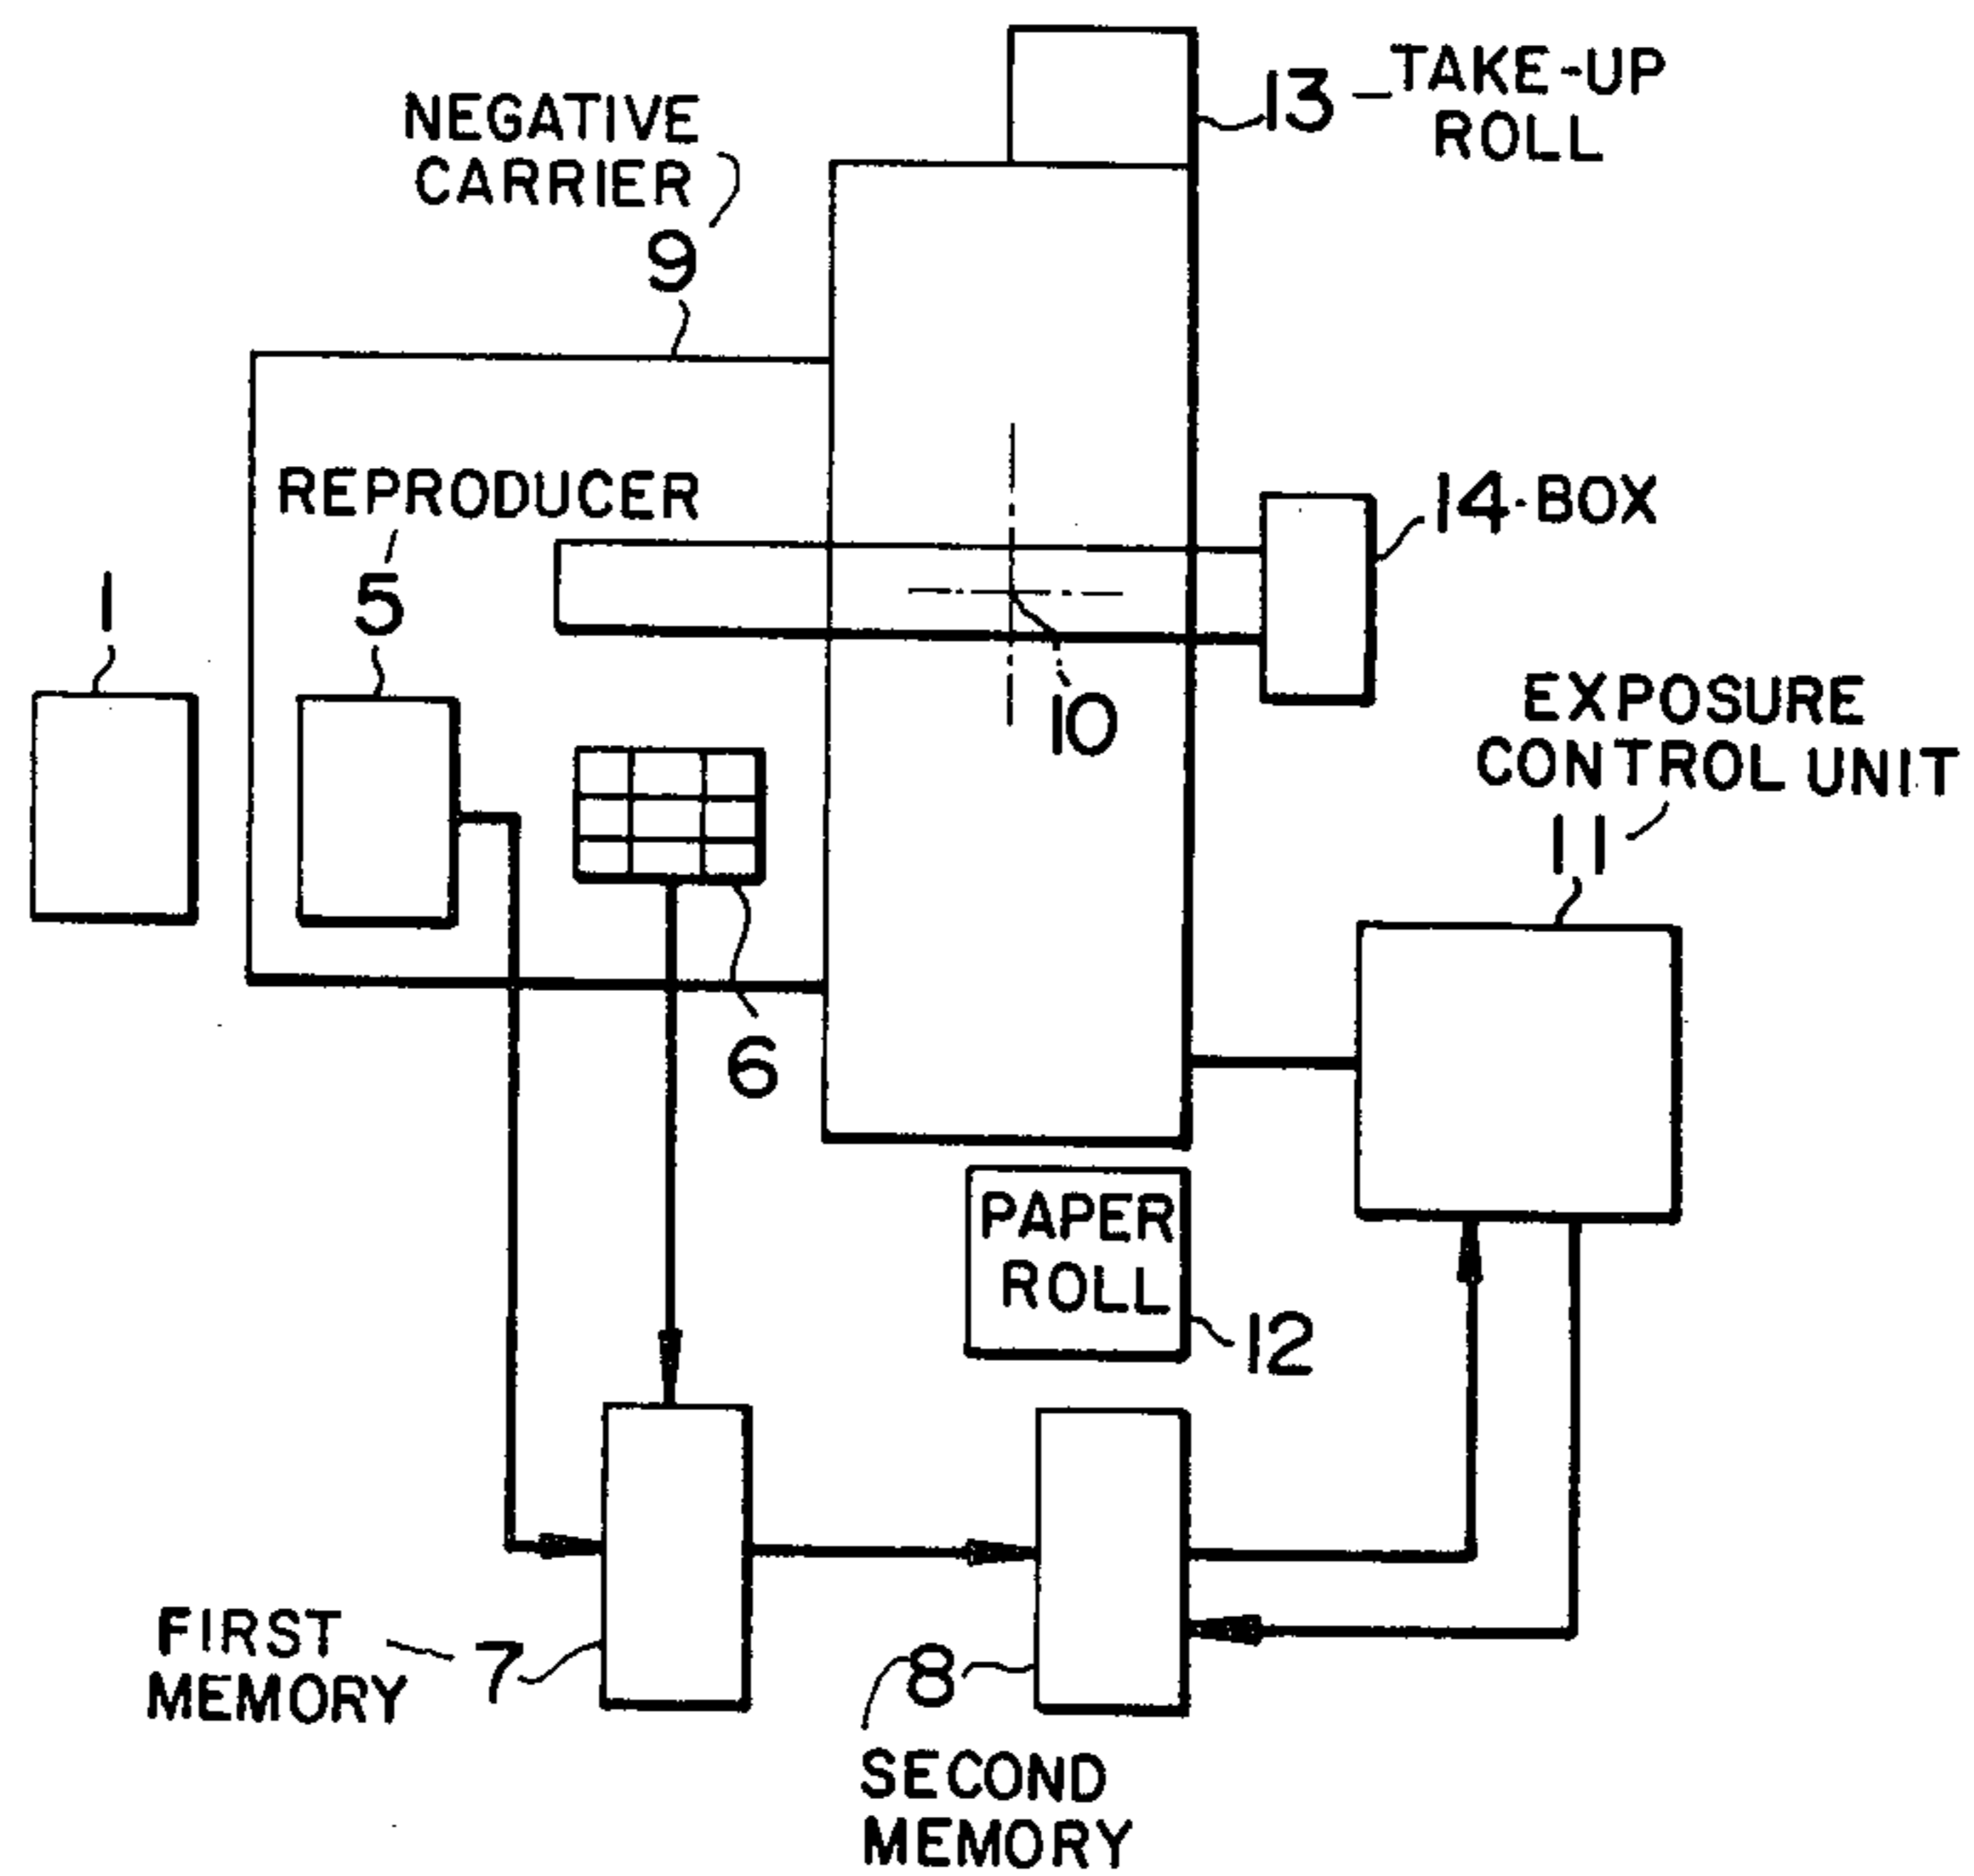 13 - TAKE-UP
ROLL
NEGATIVE
CARRIER
9
REPRODUCER
5
1
14 - BOX
10
EXPOSURE
CONTROL UNIT
11
6
PAPER
ROLL
12
FIRST
MEMORY
7
8
SECOND
MEMORY